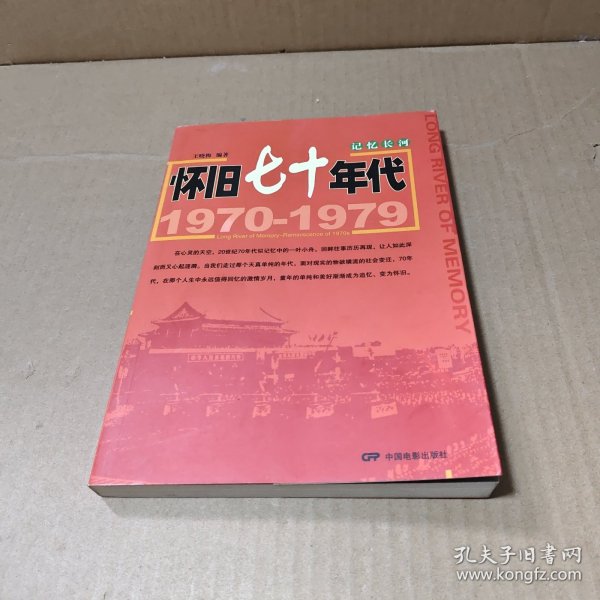 记忆长河
王晓梅 编著
怀旧七十年代
1970-1979
Long River of Memory-Reminiscence of 1970s
在心灵的天空，20世纪70年代似记忆中的一叶小舟，回眸往事历历再现，让人如此深
刻而又心起涟漪。当我们走过那个天真单纯的年代，面对现实的物欲横流的社会变迁，70年
代，在那个人生中永远值得回忆的激情岁月，童年的单纯和美好渐渐成为追忆、变为怀旧。
LONG RIVER OF MEMORY
中国电影出版社
孔夫子旧书网
www.kongfz.com